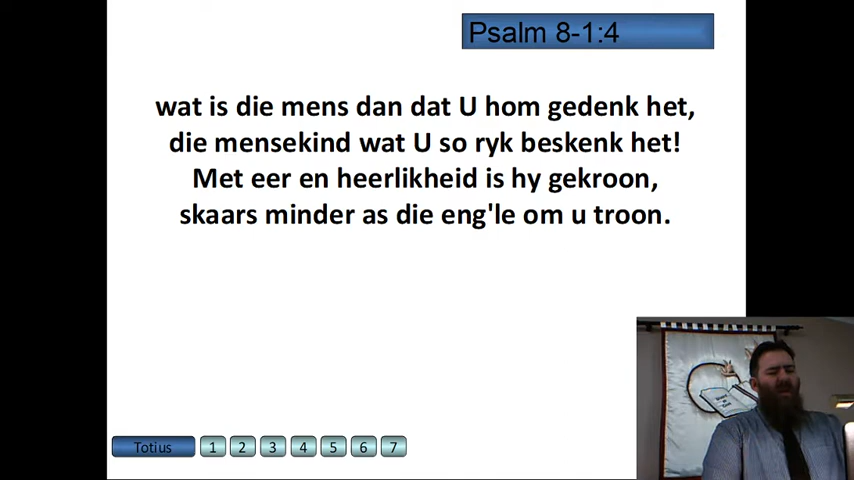 Psalm 8-1:4
wat is die mens dan dat U hom gedenk het,
die mensekind wat U so ryk beskenk het!
Met eer en heerlikheid is hy gekroon,
skaars minder as die eng'le om u troon.
Totius 1 2 3 4 5 6 7